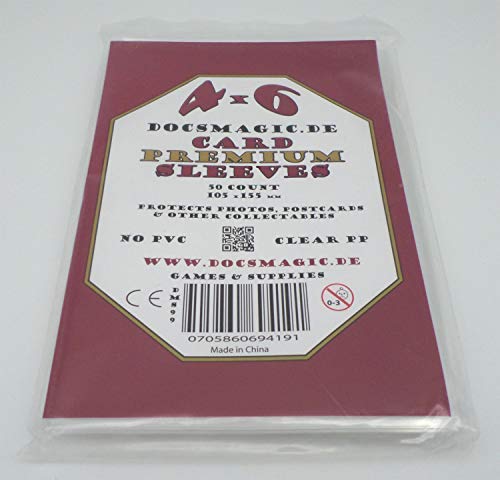 4x6
DOCSMAGIC.DE
CARD
PREMIUM
SLEEVES
50 COUNT
105 x155 MM
PROTECTS PHOTOS, POSTCARDS
& OTHER COLLECTABLES
NO PVC
CLEAR PP
WWW.DOCSMAGIC.DE
GAMES & SUPPLIES
CE
DM899
0-3
0705860694191
Made in China